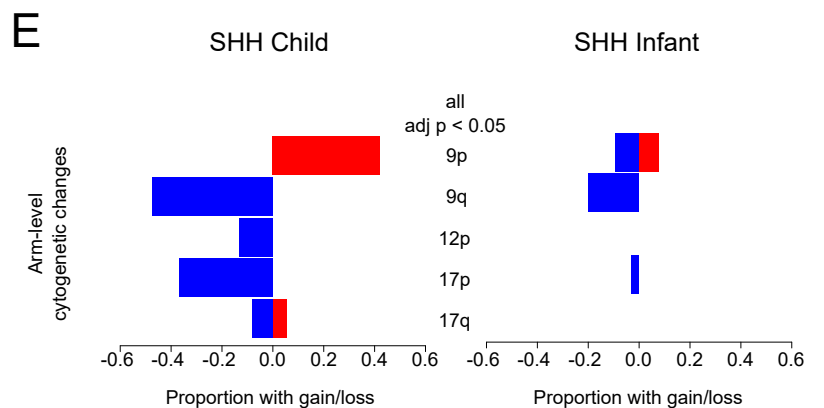 E
SHH Child
SHH Infant
all
adj p < 0.05
Arm-level
cytogenetic changes
9p
9q
12p
17p
17q
-0.6 -0.4 -0.2 0.0 0.2 0.4 0.6
-0.6 -0.4 -0.2 0.0 0.2 0.4 0.6
Proportion with gain/loss
Proportion with gain/loss